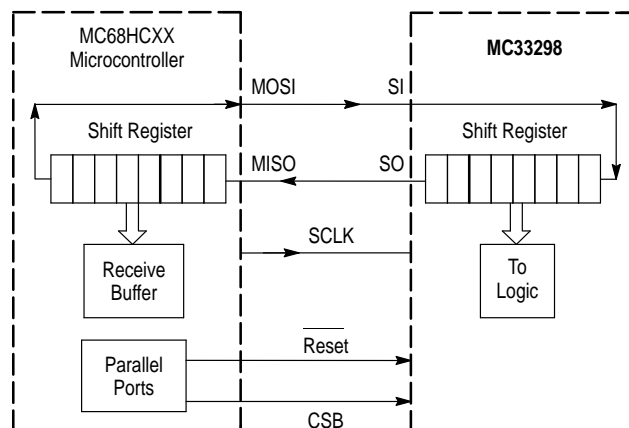 MC68HCXX
Microcontroller
MC33298
MOSI
SI
Shift Register
Shift Register
MISO
SO
SCLK
Receive
Buffer
To
Logic
Reset
Parallel
Ports
CSB